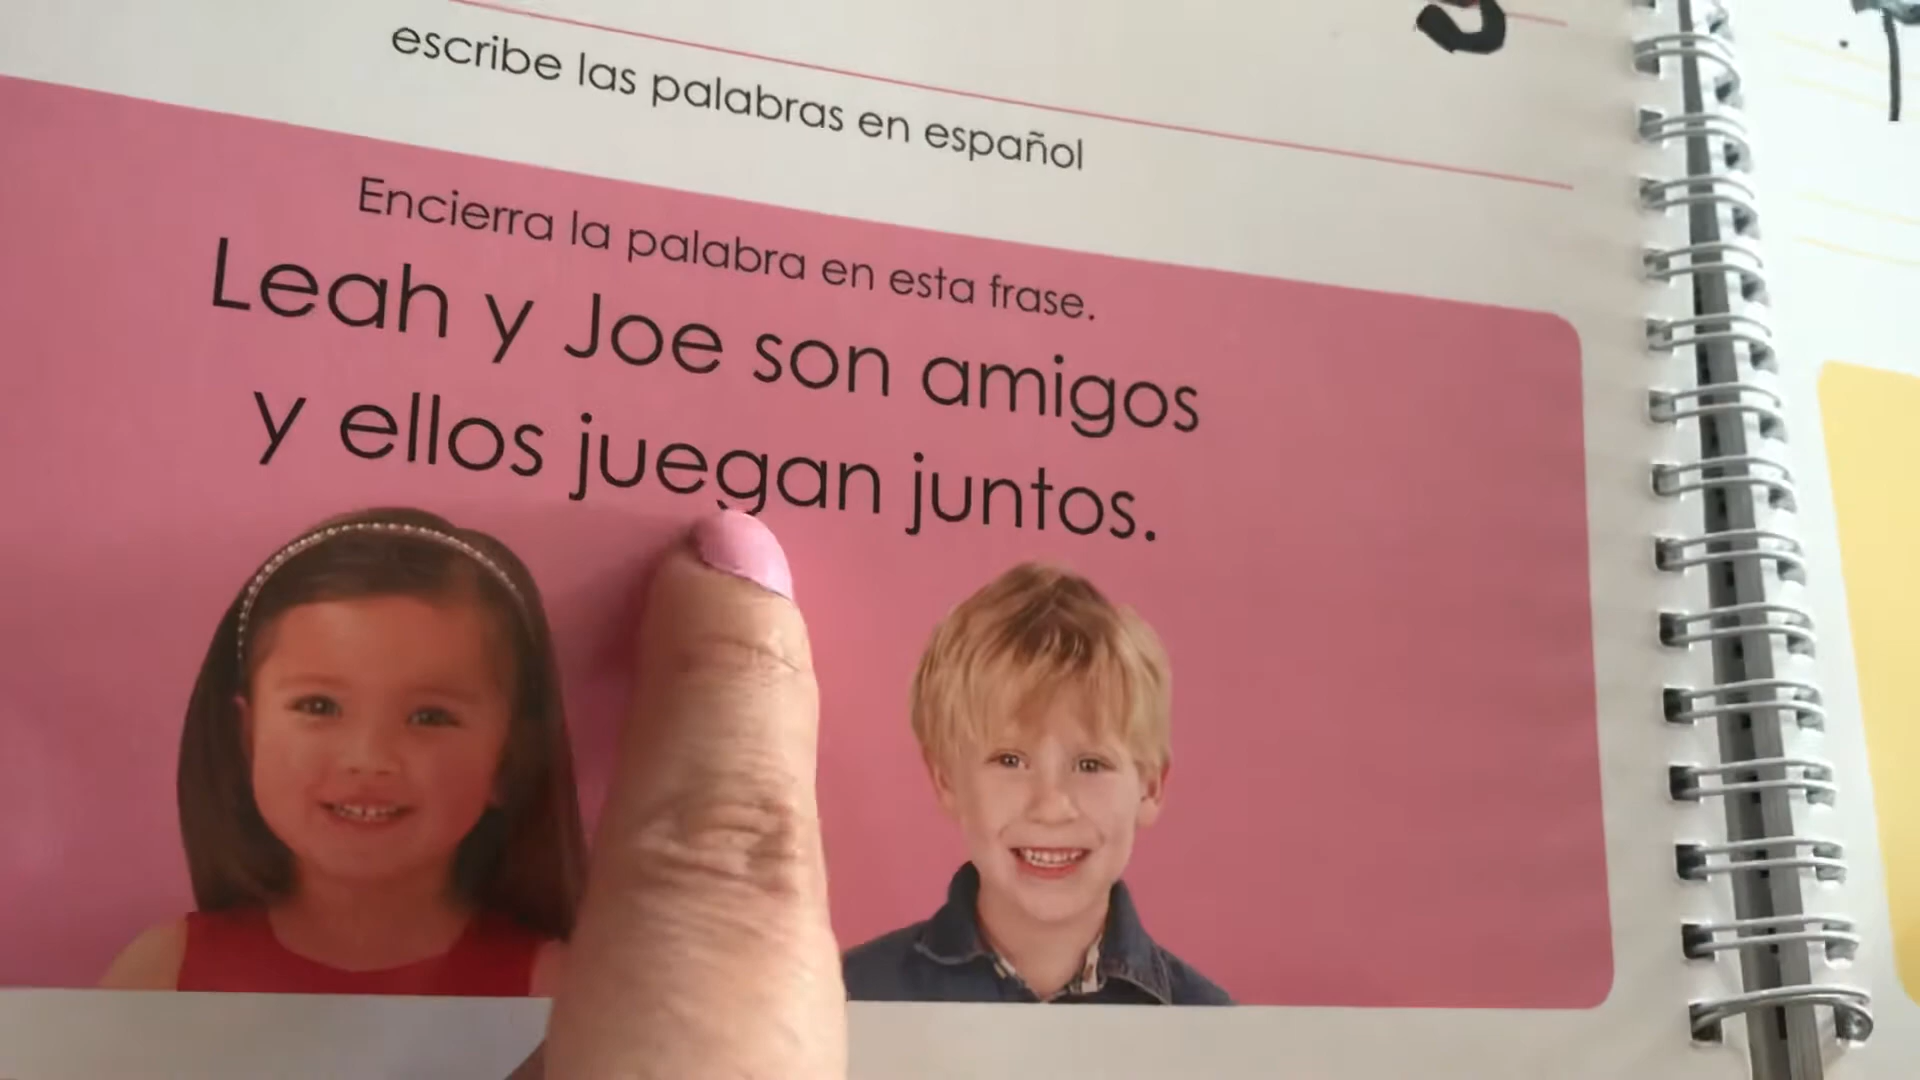 escribe las palabras en español
Encierra la palabra en esta frase.
Leah y Joe son amigos
y ellos juegan juntos.